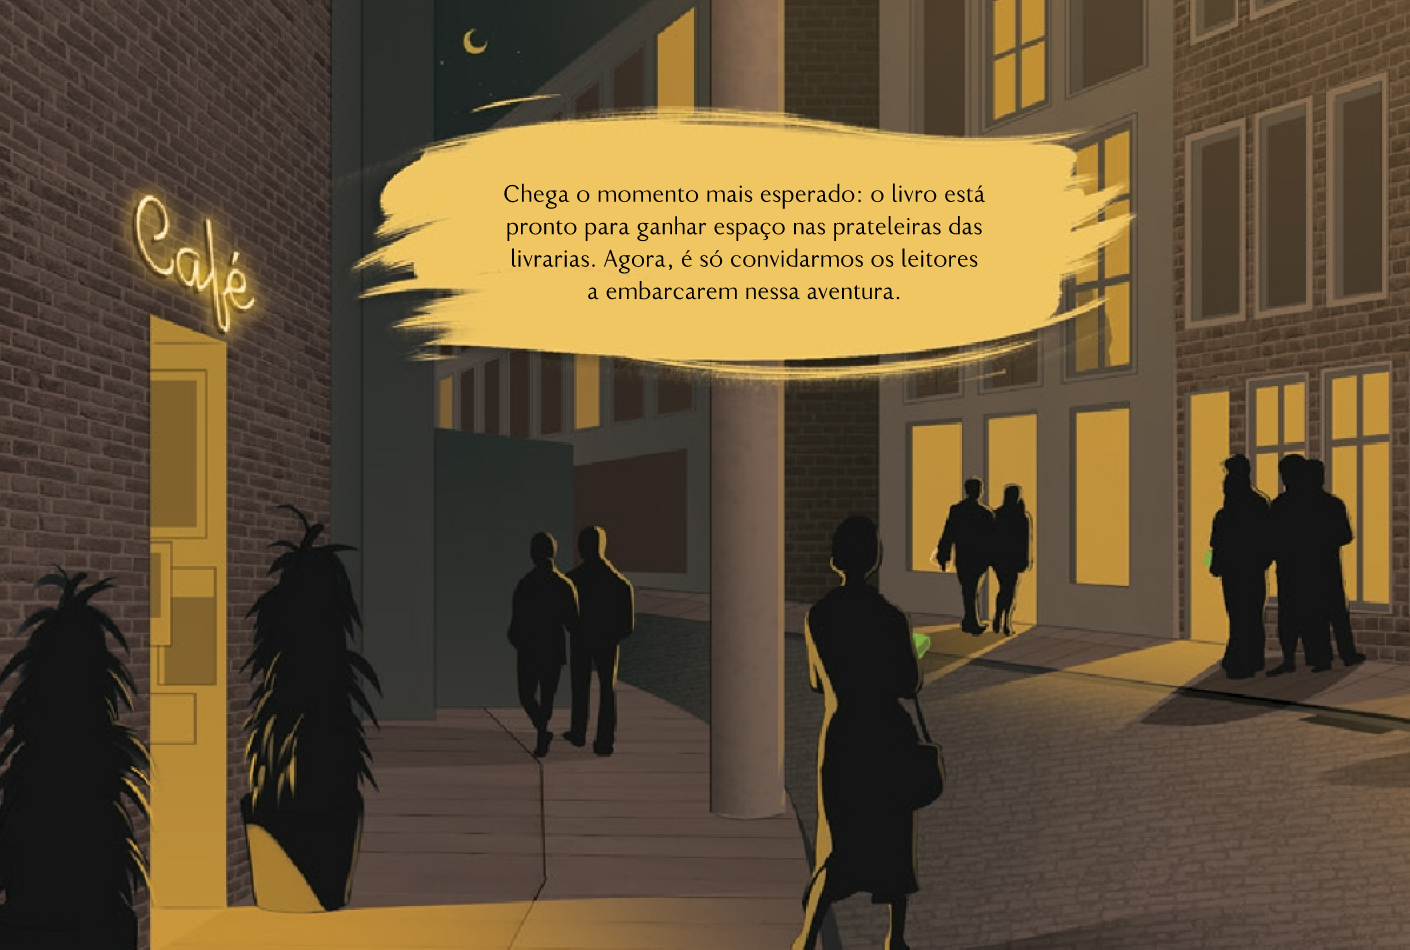 Café
Chega o momento mais esperado: o livro está
pronto para ganhar espaço nas prateleiras das
livrarias. Agora, é só convidarmos os leitores
a embarcarem nessa aventura.